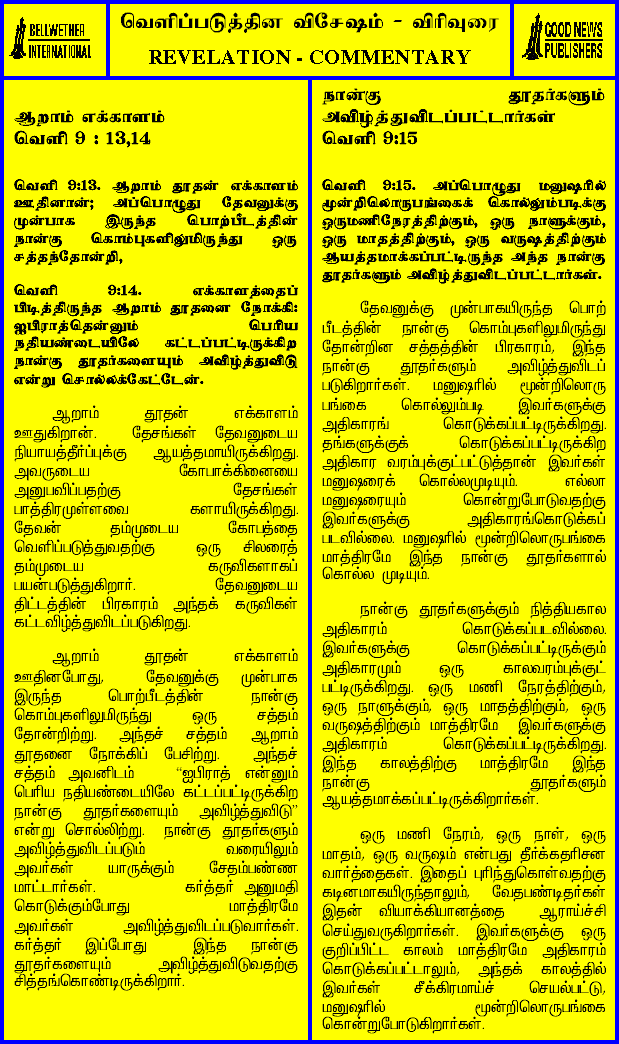 BELLWETHER
INTERNATIONAL
வெளிப்படுத்தின விசேஷம் - விரிவுரை
REVELATION - COMMENTARY
GOOD NEWS
PUBLISHERS
ஆறாம் எக்காளம்
வெளி 9 : 13,14
வெளி 9:13. ஆறாம் தூதன் எக்காளம்
ஊதினான்; அப்பொழுது தேவனுக்கு
முன்பாக இருந்த பொற்பீடத்தின்
நான்கு கொம்புகளிலுமிருந்து ஒரு
சத்தந்தோன்றி,
வெளி 9:14. எக்காளத்தைப்
பிடித்திருந்த ஆறாம் தூதனை நோக்கி:
ஐபிராத்தென்னும் பெரிய
நதியண்டையிலே கட்டப்பட்டிருக்கிற
நான்கு தூதர்களையும் அவிழ்த்துவிடு
என்று சொல்லக்கேட்டேன்.
ஆறாம் தூதன் எக்காளம்
ஊதுகிறான். தேசங்கள் தேவனுடைய
நியாயத்தீர்ப்புக்கு ஆயத்தமாயிருக்கிறது.
அவருடைய கோபாக்கினையை
அனுபவிப்பதற்கு தேசங்கள்
பாத்திரமுள்ளவை களாயிருக்கிறது.
தேவன் தம்முடைய கோபத்தை
வெளிப்படுத்துவதற்கு ஒரு சிலரைத்
தம்முடைய கருவிகளாகப்
பயன்படுத்துகிறார். தேவனுடைய
திட்டத்தின் பிரகாரம் அந்தக் கருவிகள்
கட்டவிழ்த்துவிடப்படுகிறது.
ஆறாம் தூதன் எக்காளம்
ஊதினபோது, தேவனுக்கு முன்பாக
இருந்த பொற்பீடத்தின் நான்கு
கொம்புகளிலுமிருந்து ஒரு சத்தம்
தோன்றிற்று. அந்தச் சத்தம் ஆறாம்
தூதனை நோக்கிப் பேசிற்று. அந்தச்
சத்தம் அவனிடம் “ஐபிராத் என்னும்
பெரிய நதியண்டையிலே கட்டப்பட்டிருக்கிற
நான்கு தூதர்களையும் அவிழ்த்துவிடு”
என்று சொல்லிற்று. நான்கு தூதர்களும்
அவிழ்த்துவிடப்படும் வரையிலும்
அவர்கள் யாருக்கும் சேதம்பண்ண
மாட்டார்கள். கர்த்தர் அனுமதி
கொடுக்கும்போது மாத்திரமே
அவர்கள் அவிழ்த்துவிடப்படுவார்கள்.
கர்த்தர் இப்போது இந்த நான்கு
தூதர்களையும் அவிழ்த்துவிடுவதற்கு
சித்தங்கொண்டிருக்கிறார்.
நான்கு தூதர்களும்
அவிழ்த்துவிடப்பட்டார்கள்
வெளி 9:15
வெளி 9:15. அப்பொழுது மனுஷரில்
மூன்றிலொருபங்கைக் கொல்லும்படிக்கு
ஒருமணிநேரத்திற்கும், ஒரு நாளுக்கும்,
ஒரு மாதத்திற்கும், ஒரு வருஷத்திற்கும்
ஆயத்தமாக்கப்பட்டிருந்த அந்த நான்கு
தூதர்களும் அவிழ்த்துவிடப்பட்டார்கள்.
தேவனுக்கு முன்பாகயிருந்த பொற்
பீடத்தின் நான்கு கொம்புகளிலுமிருந்து
தோன்றின சத்தத்தின் பிரகாரம், இந்த
நான்கு தூதர்களும் அவிழ்த்துவிடப்
படுகிறார்கள். மனுஷரில் மூன்றிலொரு
பங்கை கொல்லும்படி இவர்களுக்கு
அதிகாரங் கொடுக்கப்பட்டிருக்கிறது.
தங்களுக்குக் கொடுக்கப்பட்டிருக்கிற
அதிகார வரம்புக்குட்பட்டுத்தான் இவர்கள்
மனுஷரைக் கொல்லமுடியும். எல்லா
மனுஷரையும் கொன்றுபோடுவதற்கு
இவர்களுக்கு அதிகாரங்கொடுக்கப்
படவில்லை. மனுஷரில் மூன்றிலொருபங்கை
மாத்திரமே இந்த நான்கு தூதர்களால்
கொல்ல முடியும்.
நான்கு தூதர்களுக்கும் நித்தியகால
அதிகாரம் கொடுக்கப்படவில்லை.
இவர்களுக்கு கொடுக்கப்பட்டிருக்கும்
அதிகாரமும் ஒரு காலவரம்புக்குட்
பட்டிருக்கிறது. ஒரு மணி நேரத்திற்கும்,
ஒரு நாளுக்கும், ஒரு மாதத்திற்கும், ஒரு
வருஷத்திற்கும் மாத்திரமே இவர்களுக்கு
அதிகாரம் கொடுக்கப்பட்டிருக்கிறது.
இந்த காலத்திற்கு மாத்திரமே இந்த
நான்கு தூதர்களும்
ஆயத்தமாக்கப்பட்டிருக்கிறார்கள்.
ஒரு மணி நேரம், ஒரு நாள், ஒரு
மாதம், ஒரு வருஷம் என்பது தீர்க்கதரிசன
வார்த்தைகள். இதைப் புரிந்துகொள்வதற்கு
கடினமாகயிருந்தாலும், வேதபண்டிதர்கள்
இதன் வியாக்கியானத்தை ஆராய்ச்சி
செய்துவருகிறார்கள். இவர்களுக்கு ஒரு
குறிப்பிட்ட காலம் மாத்திரமே அதிகாரம்
கொடுக்கப்பட்டாலும், அந்தக் காலத்தில்
இவர்கள் சீக்கிரமாய்ச் செயல்பட்டு,
மனுஷரில் மூன்றிலொருபங்கை
கொன்றுபோடுகிறார்கள்.